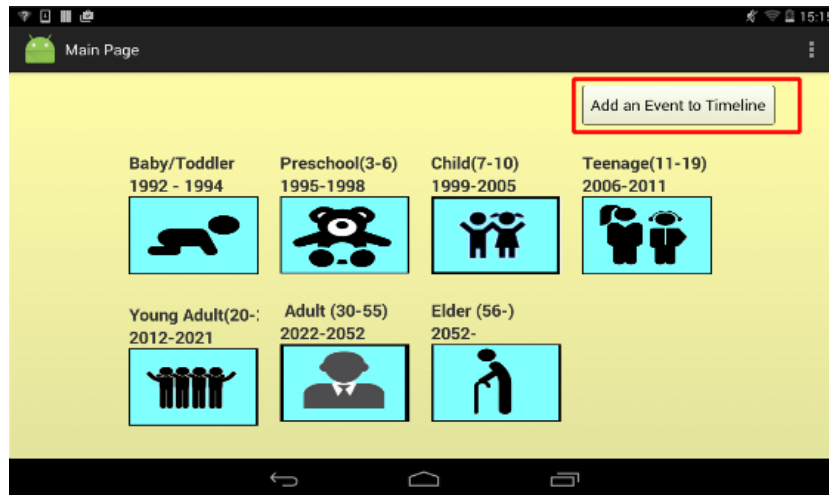 15:15
Main Page
Add an Event to Timeline
Baby/Toddler
1992 - 1994
Preschool(3-6)
1995-1998
Child(7-10)
1999-2005
Teenage(11-19)
2006-2011
Young Adult(20-
2012-2021
Adult (30-55)
2022-2052
Elder (56-)
2052-